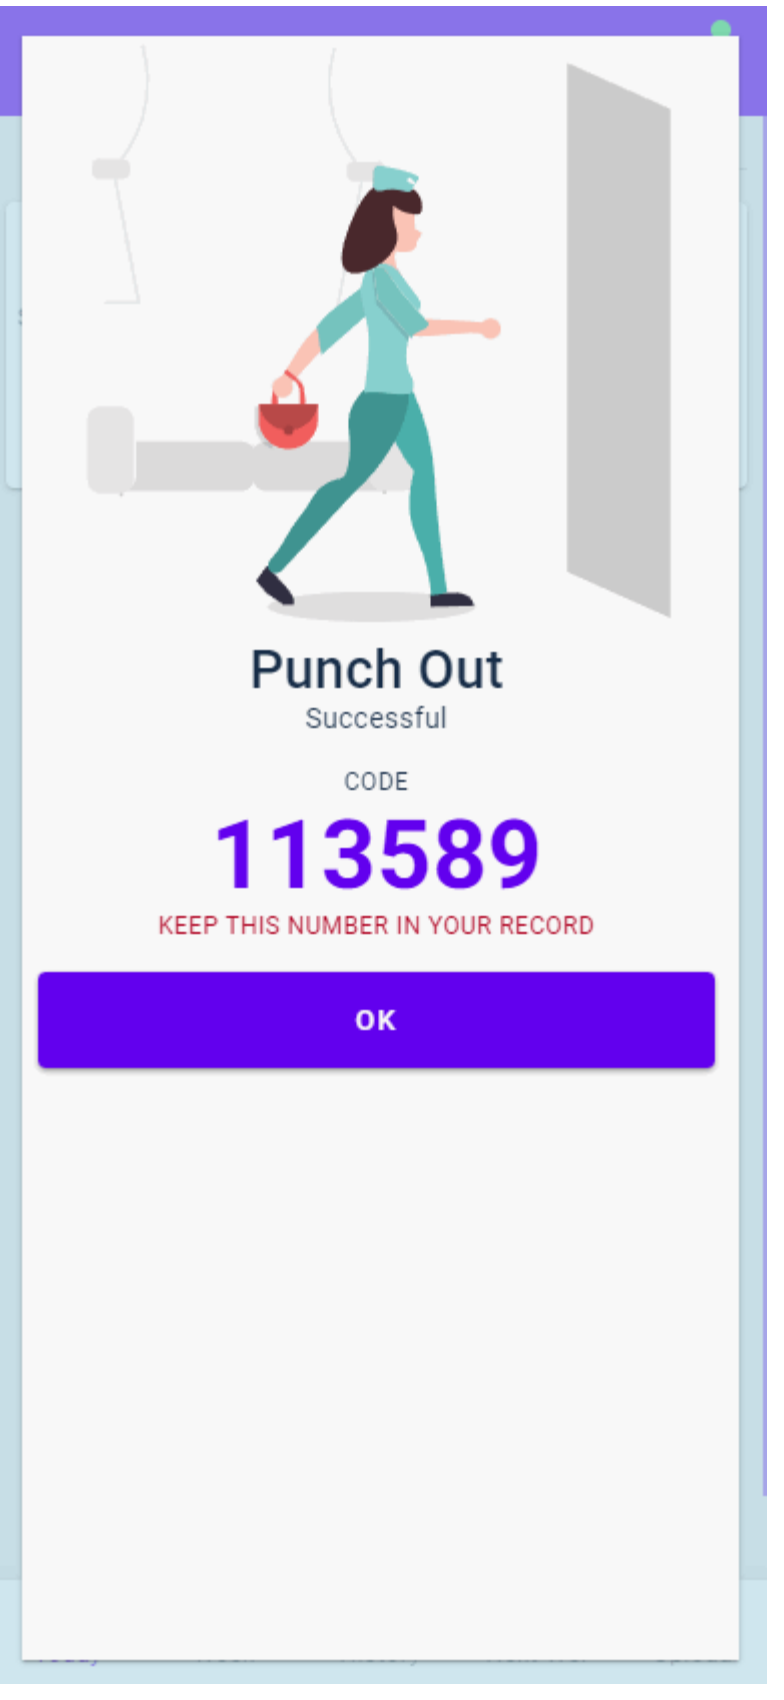 Punch Out
Successful
CODE
113589
KEEP THIS NUMBER IN YOUR RECORD
OK